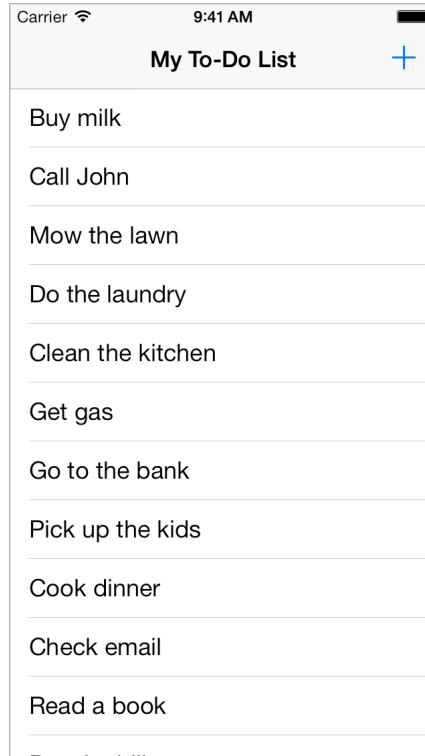 Carrier
9:41 AM
My To-Do List
Buy milk
Call John
Mow the lawn
Do the laundry
Clean the kitchen
Get gas
Go to the bank
Pick up the kids
Cook dinner
Check email
Read a book